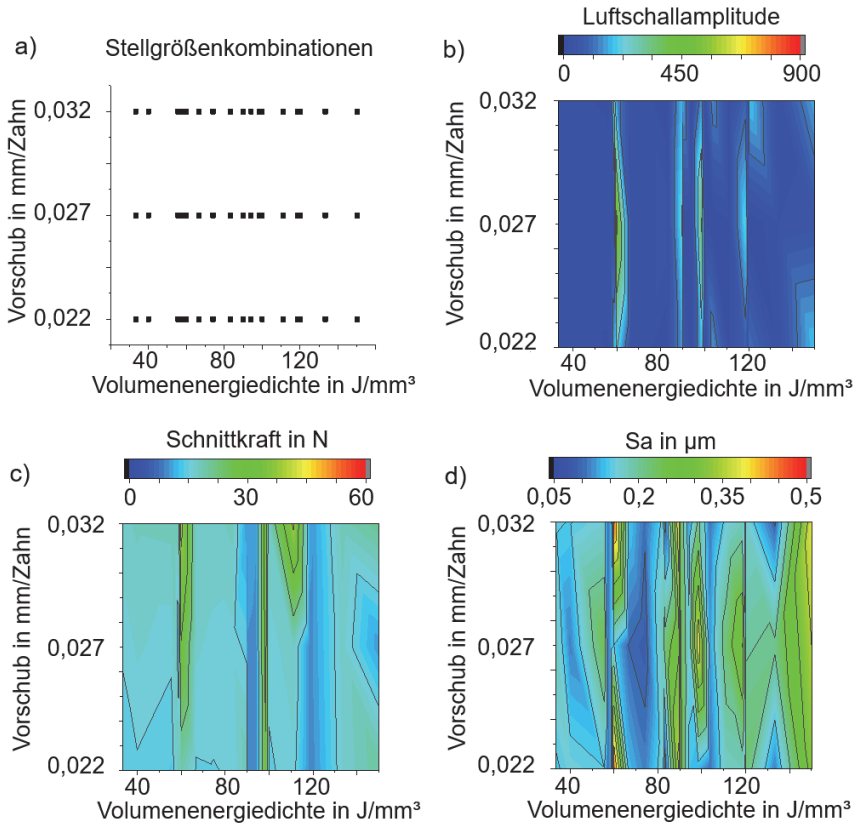 a)
Stellgrößenkombinationen
Vorschub in mm/Zahn
0,032
0,027
0,022
40 80 120
Volumenenergiedichte in J/mm³
b)
Luftschallamplitude
0 450 900
Vorschub in mm/Zahn
0,032
0,027
0,022
40 80 120
Volumenenergiedichte in J/mm³
c)
Schnittkraft in N
0 30 60
Vorschub in mm/Zahn
0,032
0,027
0,022
40 80 120
Volumenenergiedichte in J/mm³
d)
Sa in µm
0,05 0,2 0,35 0,5
Vorschub in mm/Zahn
0,032
0,027
0,022
40 80 120
Volumenenergiedichte in J/mm³